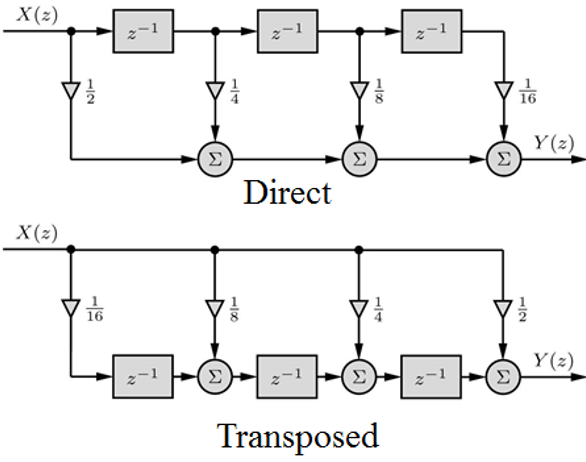 X(z)
z⁻¹ z⁻¹ z⁻¹
1/2 1/4 1/8 1/16
Σ Σ Σ Y(z)
Direct
X(z)
1/16 1/8 1/4 1/2
z⁻¹ Σ z⁻¹ Σ z⁻¹ Σ Y(z)
Transposed